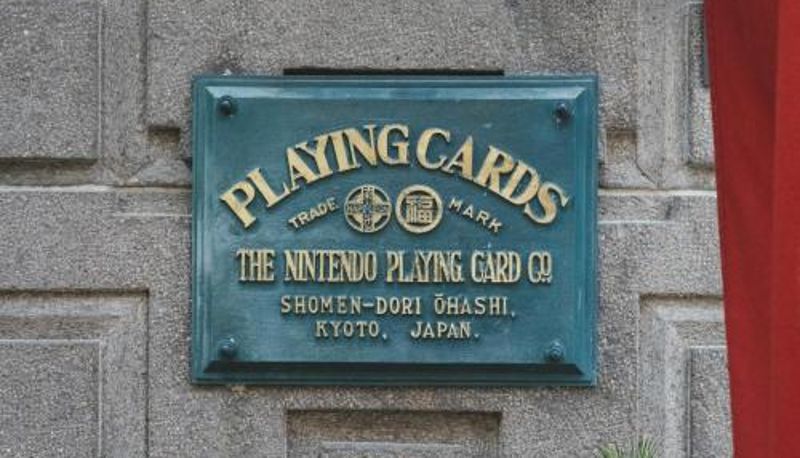 PLAYING CARDS
TRADE 福 MARK
THE NINTENDO PLAYING CARD CO.
SHOMEN-DORI ŌHASHI,
KYOTO, JAPAN.